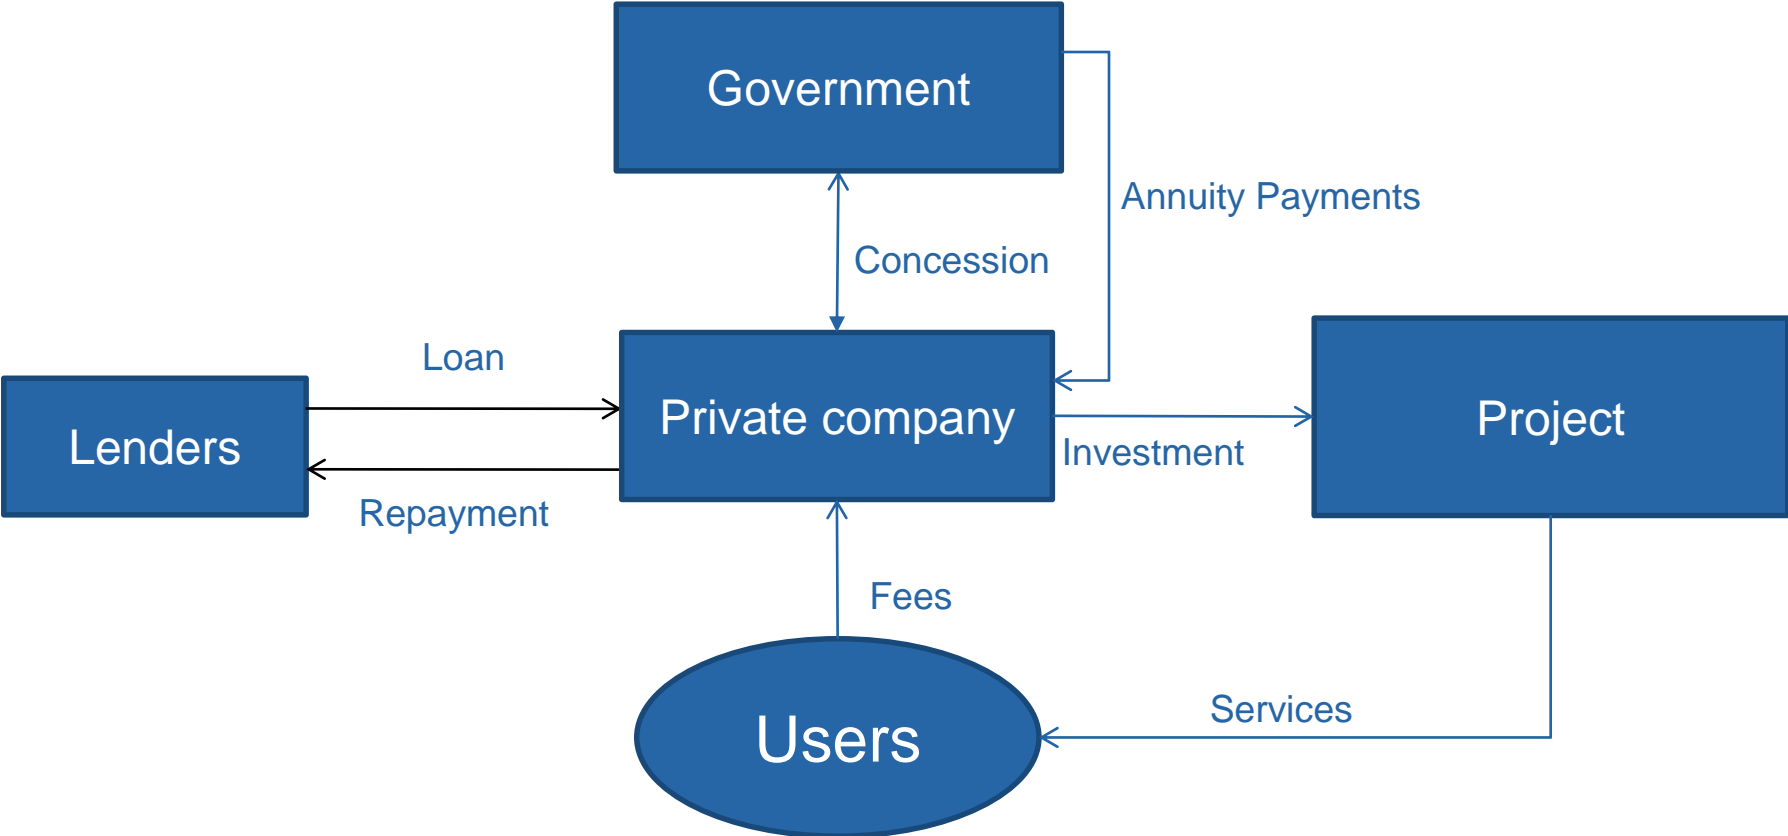 Government
Annuity Payments
Concession
Loan
Private company
Project
Lenders
Investment
Repayment
Fees
Services
Users